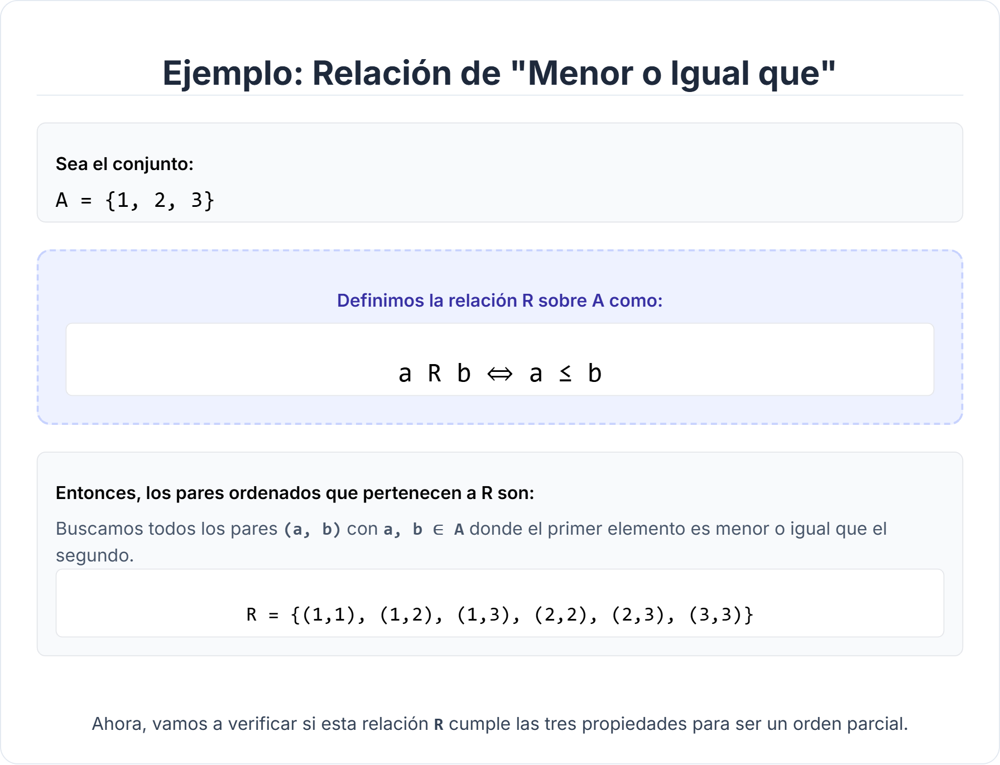 Ejemplo: Relación de "Menor o Igual que"
Sea el conjunto:
A = {1, 2, 3}
Definimos la relación R sobre A como:
a R b ⇔ a ≤ b
Entonces, los pares ordenados que pertenecen a R son:
Buscamos todos los pares (a, b) con a, b ∈ A donde el primer elemento es menor o igual que el
segundo.
R = {(1,1), (1,2), (1,3), (2,2), (2,3), (3,3)}
Ahora, vamos a verificar si esta relación R cumple las tres propiedades para ser un orden parcial.